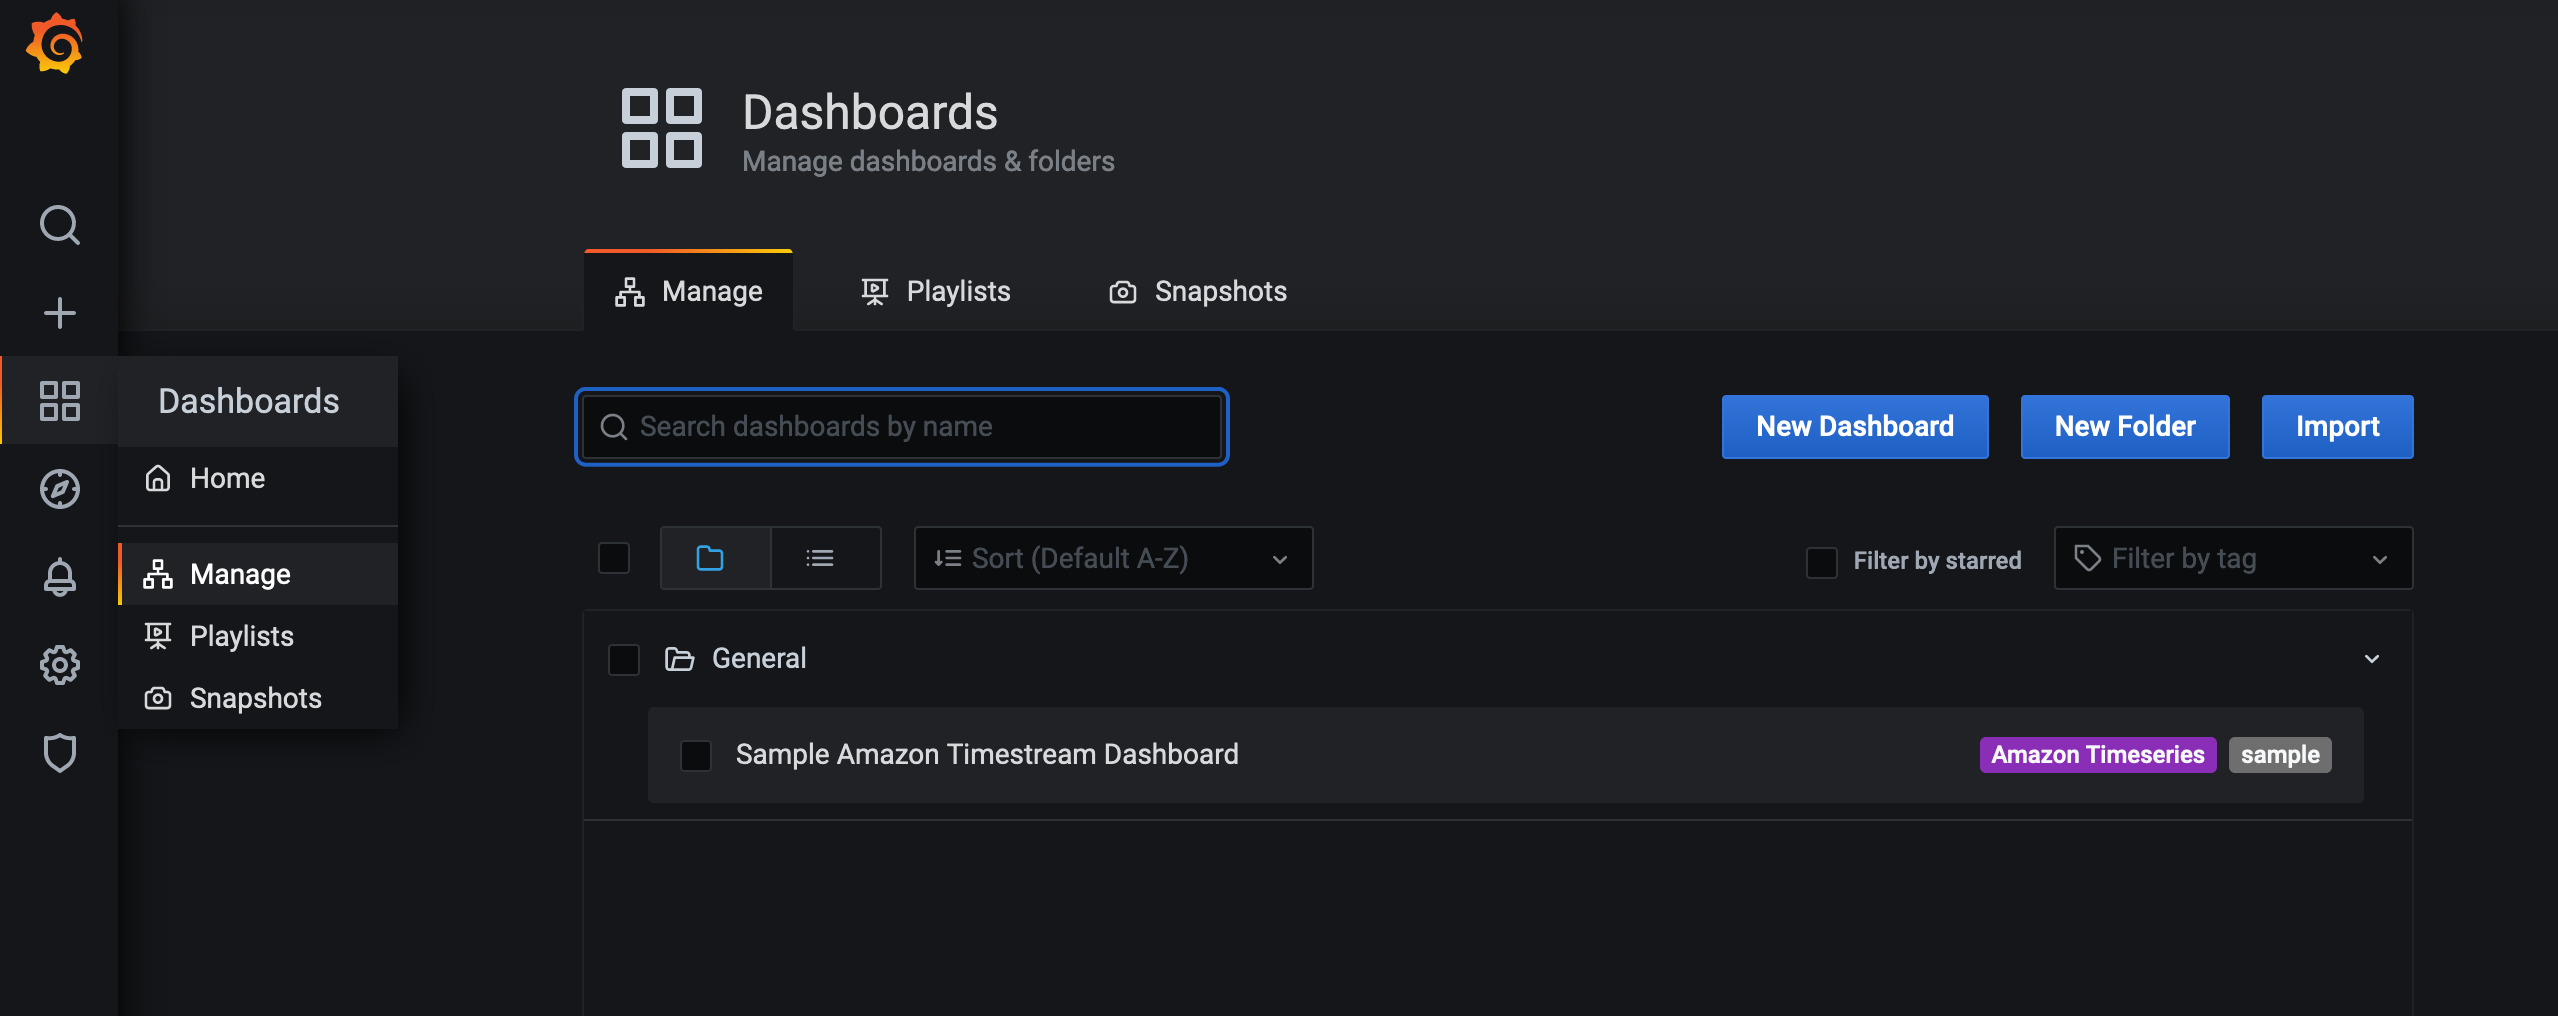 Dashboards
Manage dashboards & folders
Manage
Playlists
Snapshots
Dashboards
Home
Manage
Playlists
Snapshots
Search dashboards by name
New Dashboard
New Folder
Import
Sort (Default A-Z)
Filter by starred
Filter by tag
General
Sample Amazon Timestream Dashboard
Amazon Timeseries
sample